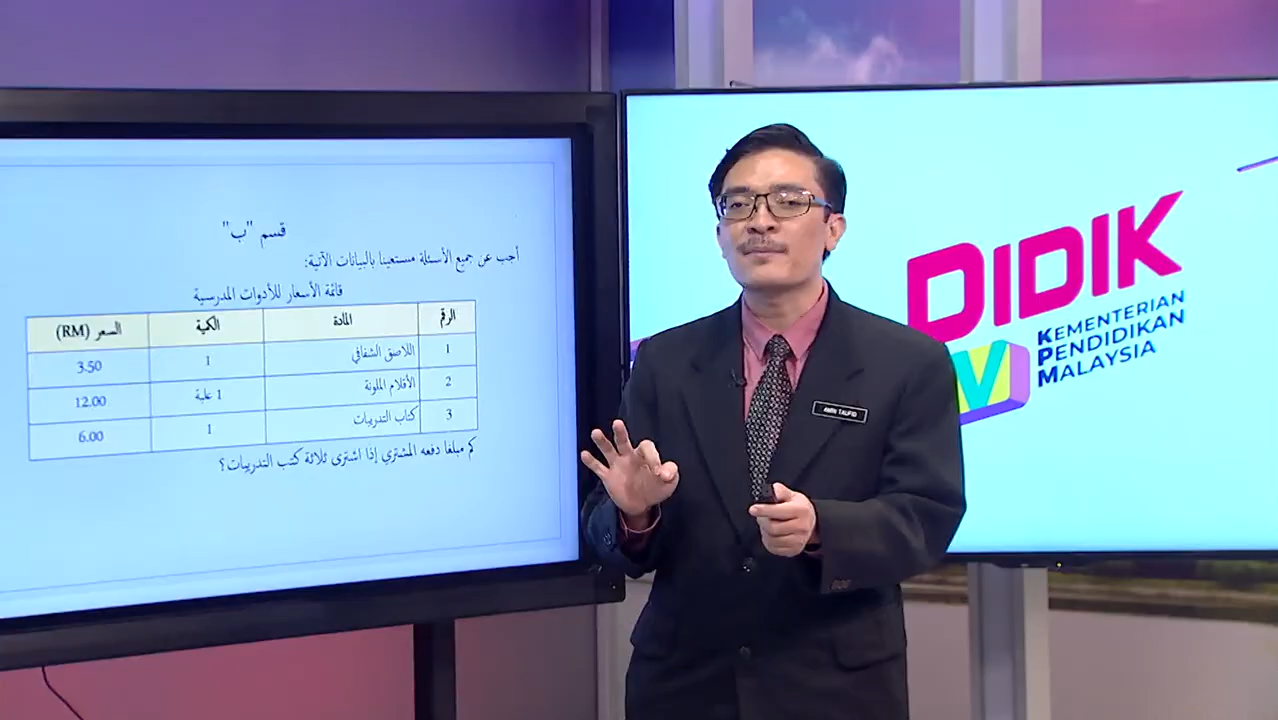 قسم "ب"
أجب عن جميع الأسئلة مستعينا بالبيانات الآتية:
قائمة الأسعار للأدوات المدرسية
الرقم المادة الكمية السعر (RM)
1 اللاصق الشفافي 1 3.50
2 الأقلام الملونة 1 علبة 12.00
3 كتاب التدريبات 1 6.00
كم مبلغا دفعه المشتري إذا اشترى ثلاثة كتب التدريبات؟
DIDIK
TV
KEMENTERIAN
PENDIDIKAN
MALAYSIA
AMIN TAUFIQ